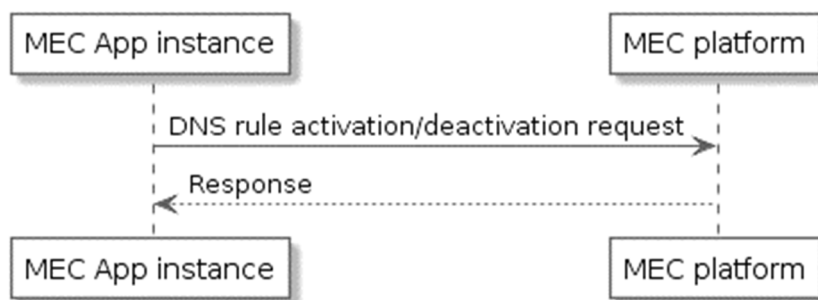 MEC App instance
MEC platform
DNS rule activation/deactivation request
Response
MEC App instance
MEC platform